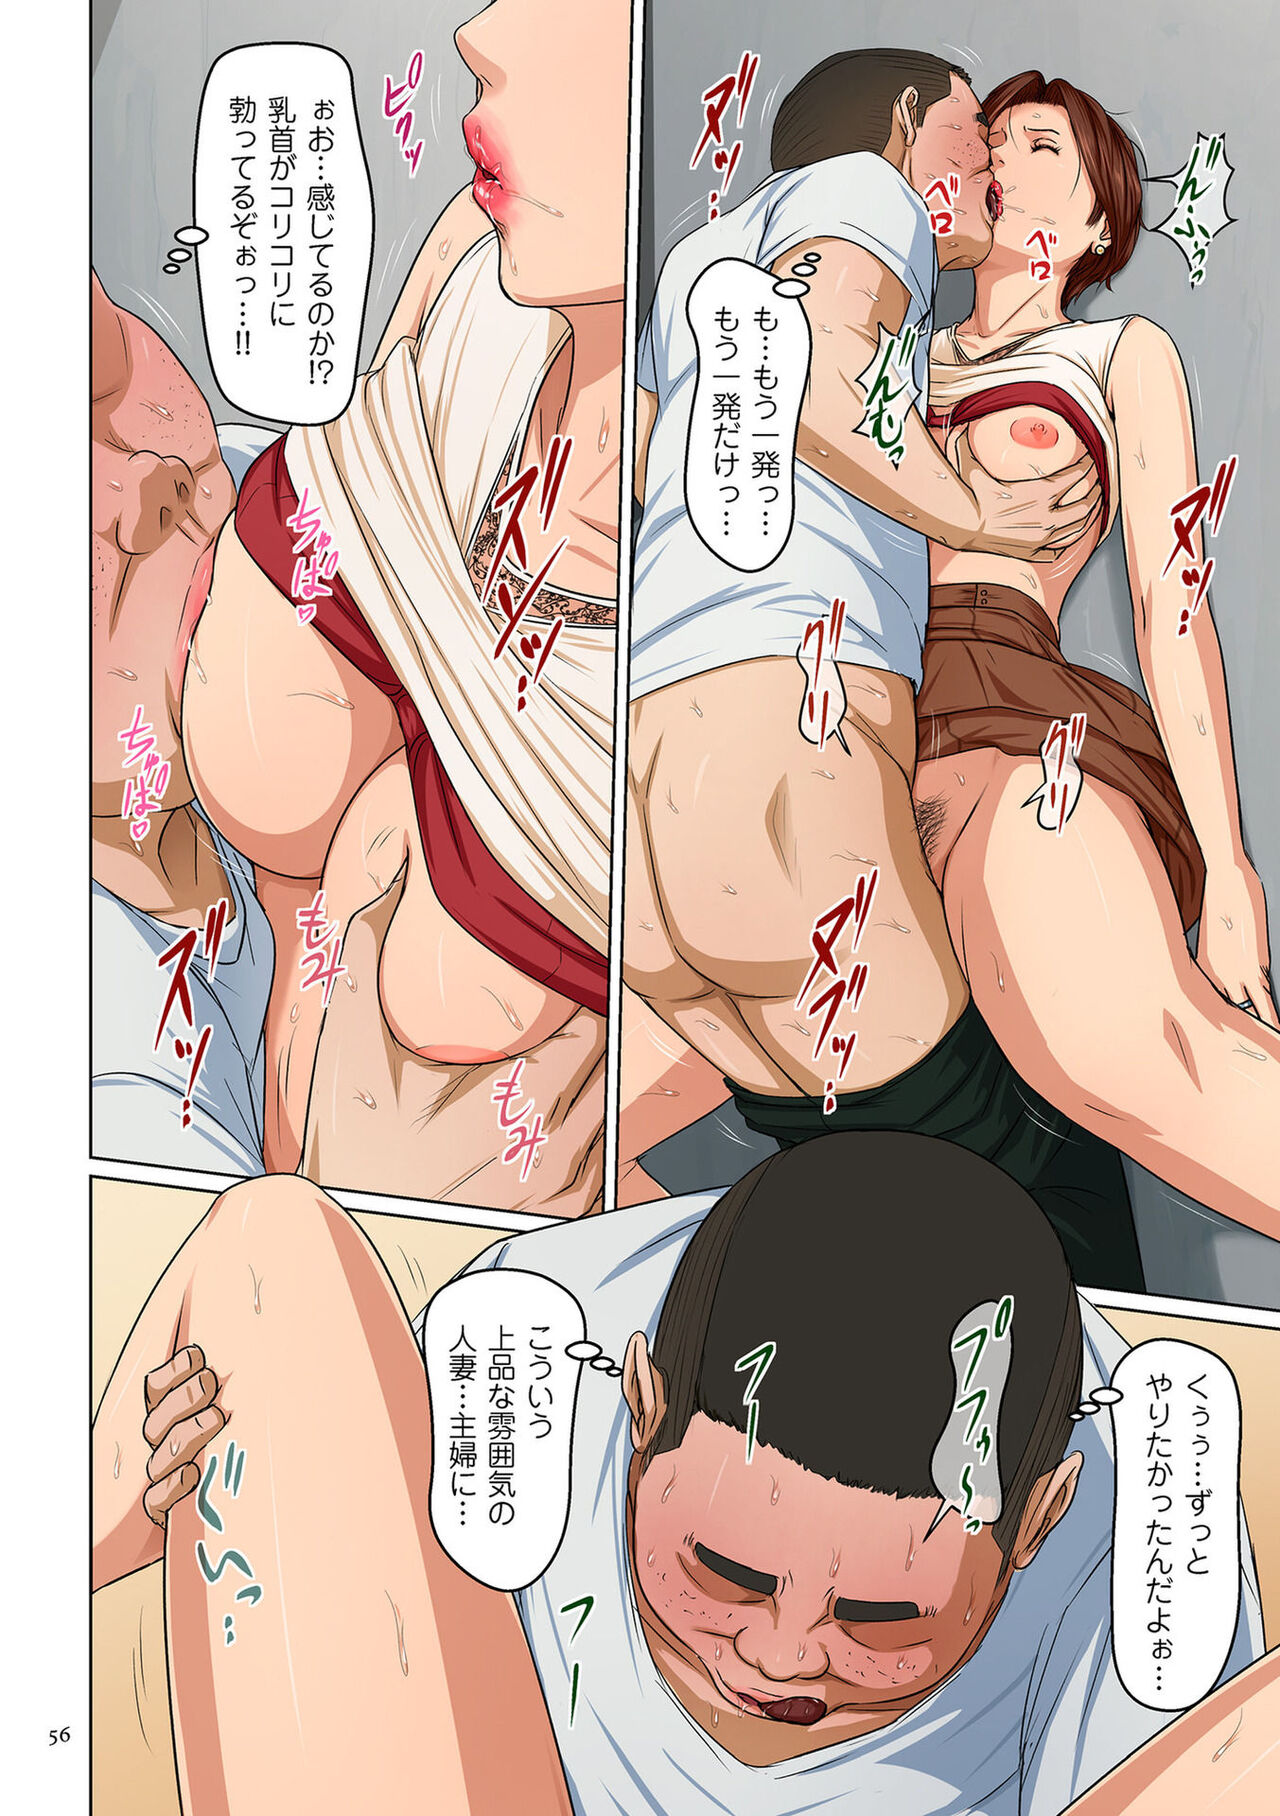 も…もう一発っ…
もう一発だけっ…
んんふぅっ
ベロ
ベロ
んんむっ
ヌッ
グリ
グリ
ヌブッ
ぉお…感じてるのか!?
乳首がコリコリに
勃ってるぞぉっ…!!
ピクッ
ズンッ
ちゅぱ♡
ちゅぱ♡
もみ
もみ
ズッ
くぅぅ…ずっと
やりたかったんだよぉ…
こういう
上品な雰囲気の
人妻…主婦に…
プファ〜っ
フー
フー
ぐいっ…
56